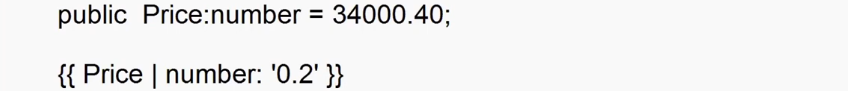 public  Price:number = 34000.40;
{{ Price | number: '0.2' }}